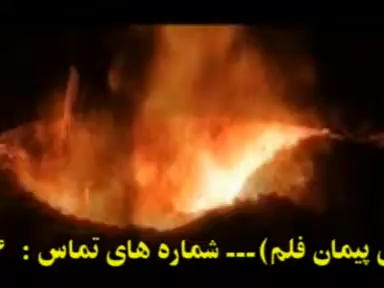 پیمان فلم) --- شماره های تماس :